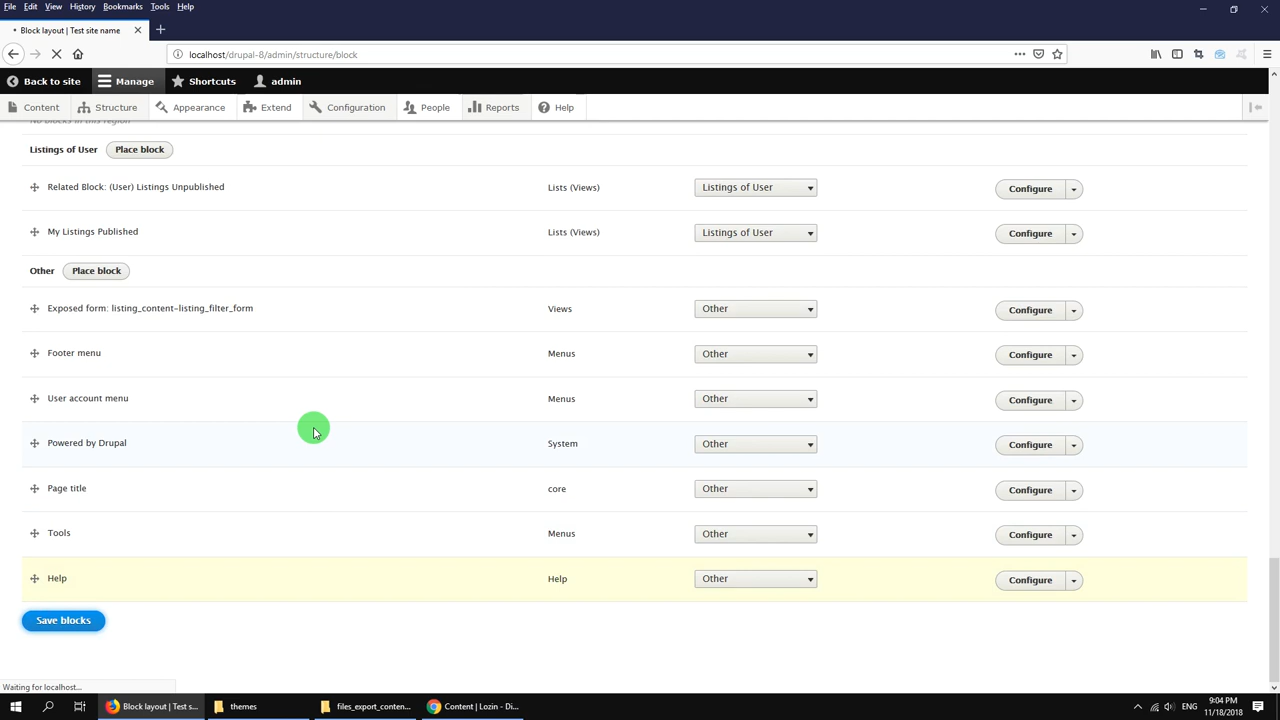 File Edit View History Bookmarks Tools Help
Block layout | Test site name
localhost/drupal-8/admin/structure/block
Back to site Manage Shortcuts admin
Content Structure Appearance Extend Configuration People Reports Help
No blocks in this region
Listings of User Place block
Related Block: (User) Listings Unpublished Lists (Views) Listings of User Configure
My Listings Published Lists (Views) Listings of User Configure
Other Place block
Exposed form: listing_content-listing_filter_form Views Other Configure
Footer menu Menus Other Configure
User account menu Menus Other Configure
Powered by Drupal System Other Configure
Page title core Other Configure
Tools Menus Other Configure
Help Help Other Configure
Save blocks
Waiting for localhost...
Block layout | Test s... themes files_export_conten... Content | Lozin - Di... ENG 9:04 PM
11/18/2018